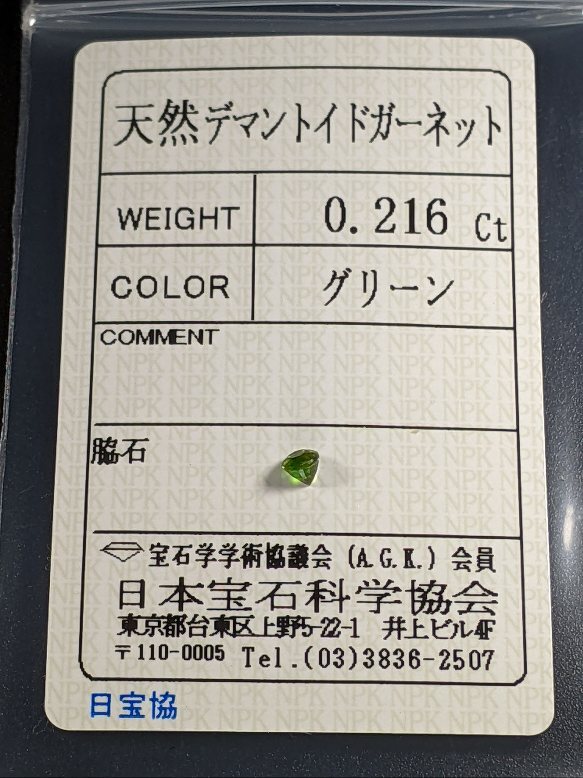 天然デマントイドガーネット
WEIGHT 0.216 Ct
COLOR グリーン
COMMENT
脇石
宝石学学術協議会 (A.G.K.) 会員
日本宝石科学協会
東京都台東区上野5-22-1 井上ビル4F
〒110-0005 Tel.(03)3836-2507
日宝協